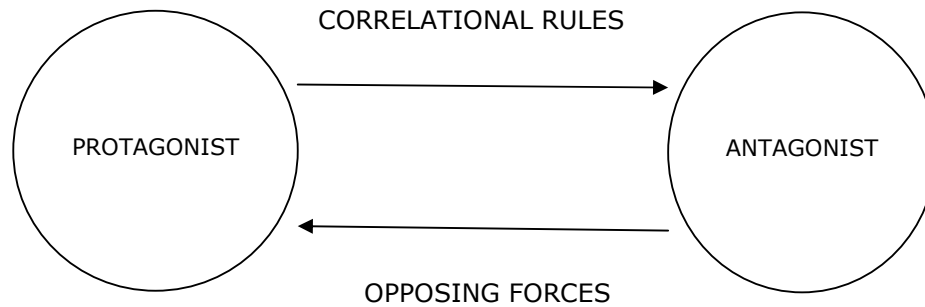 CORRELATIONAL RULES
PROTAGONIST
ANTAGONIST
OPPOSING FORCES